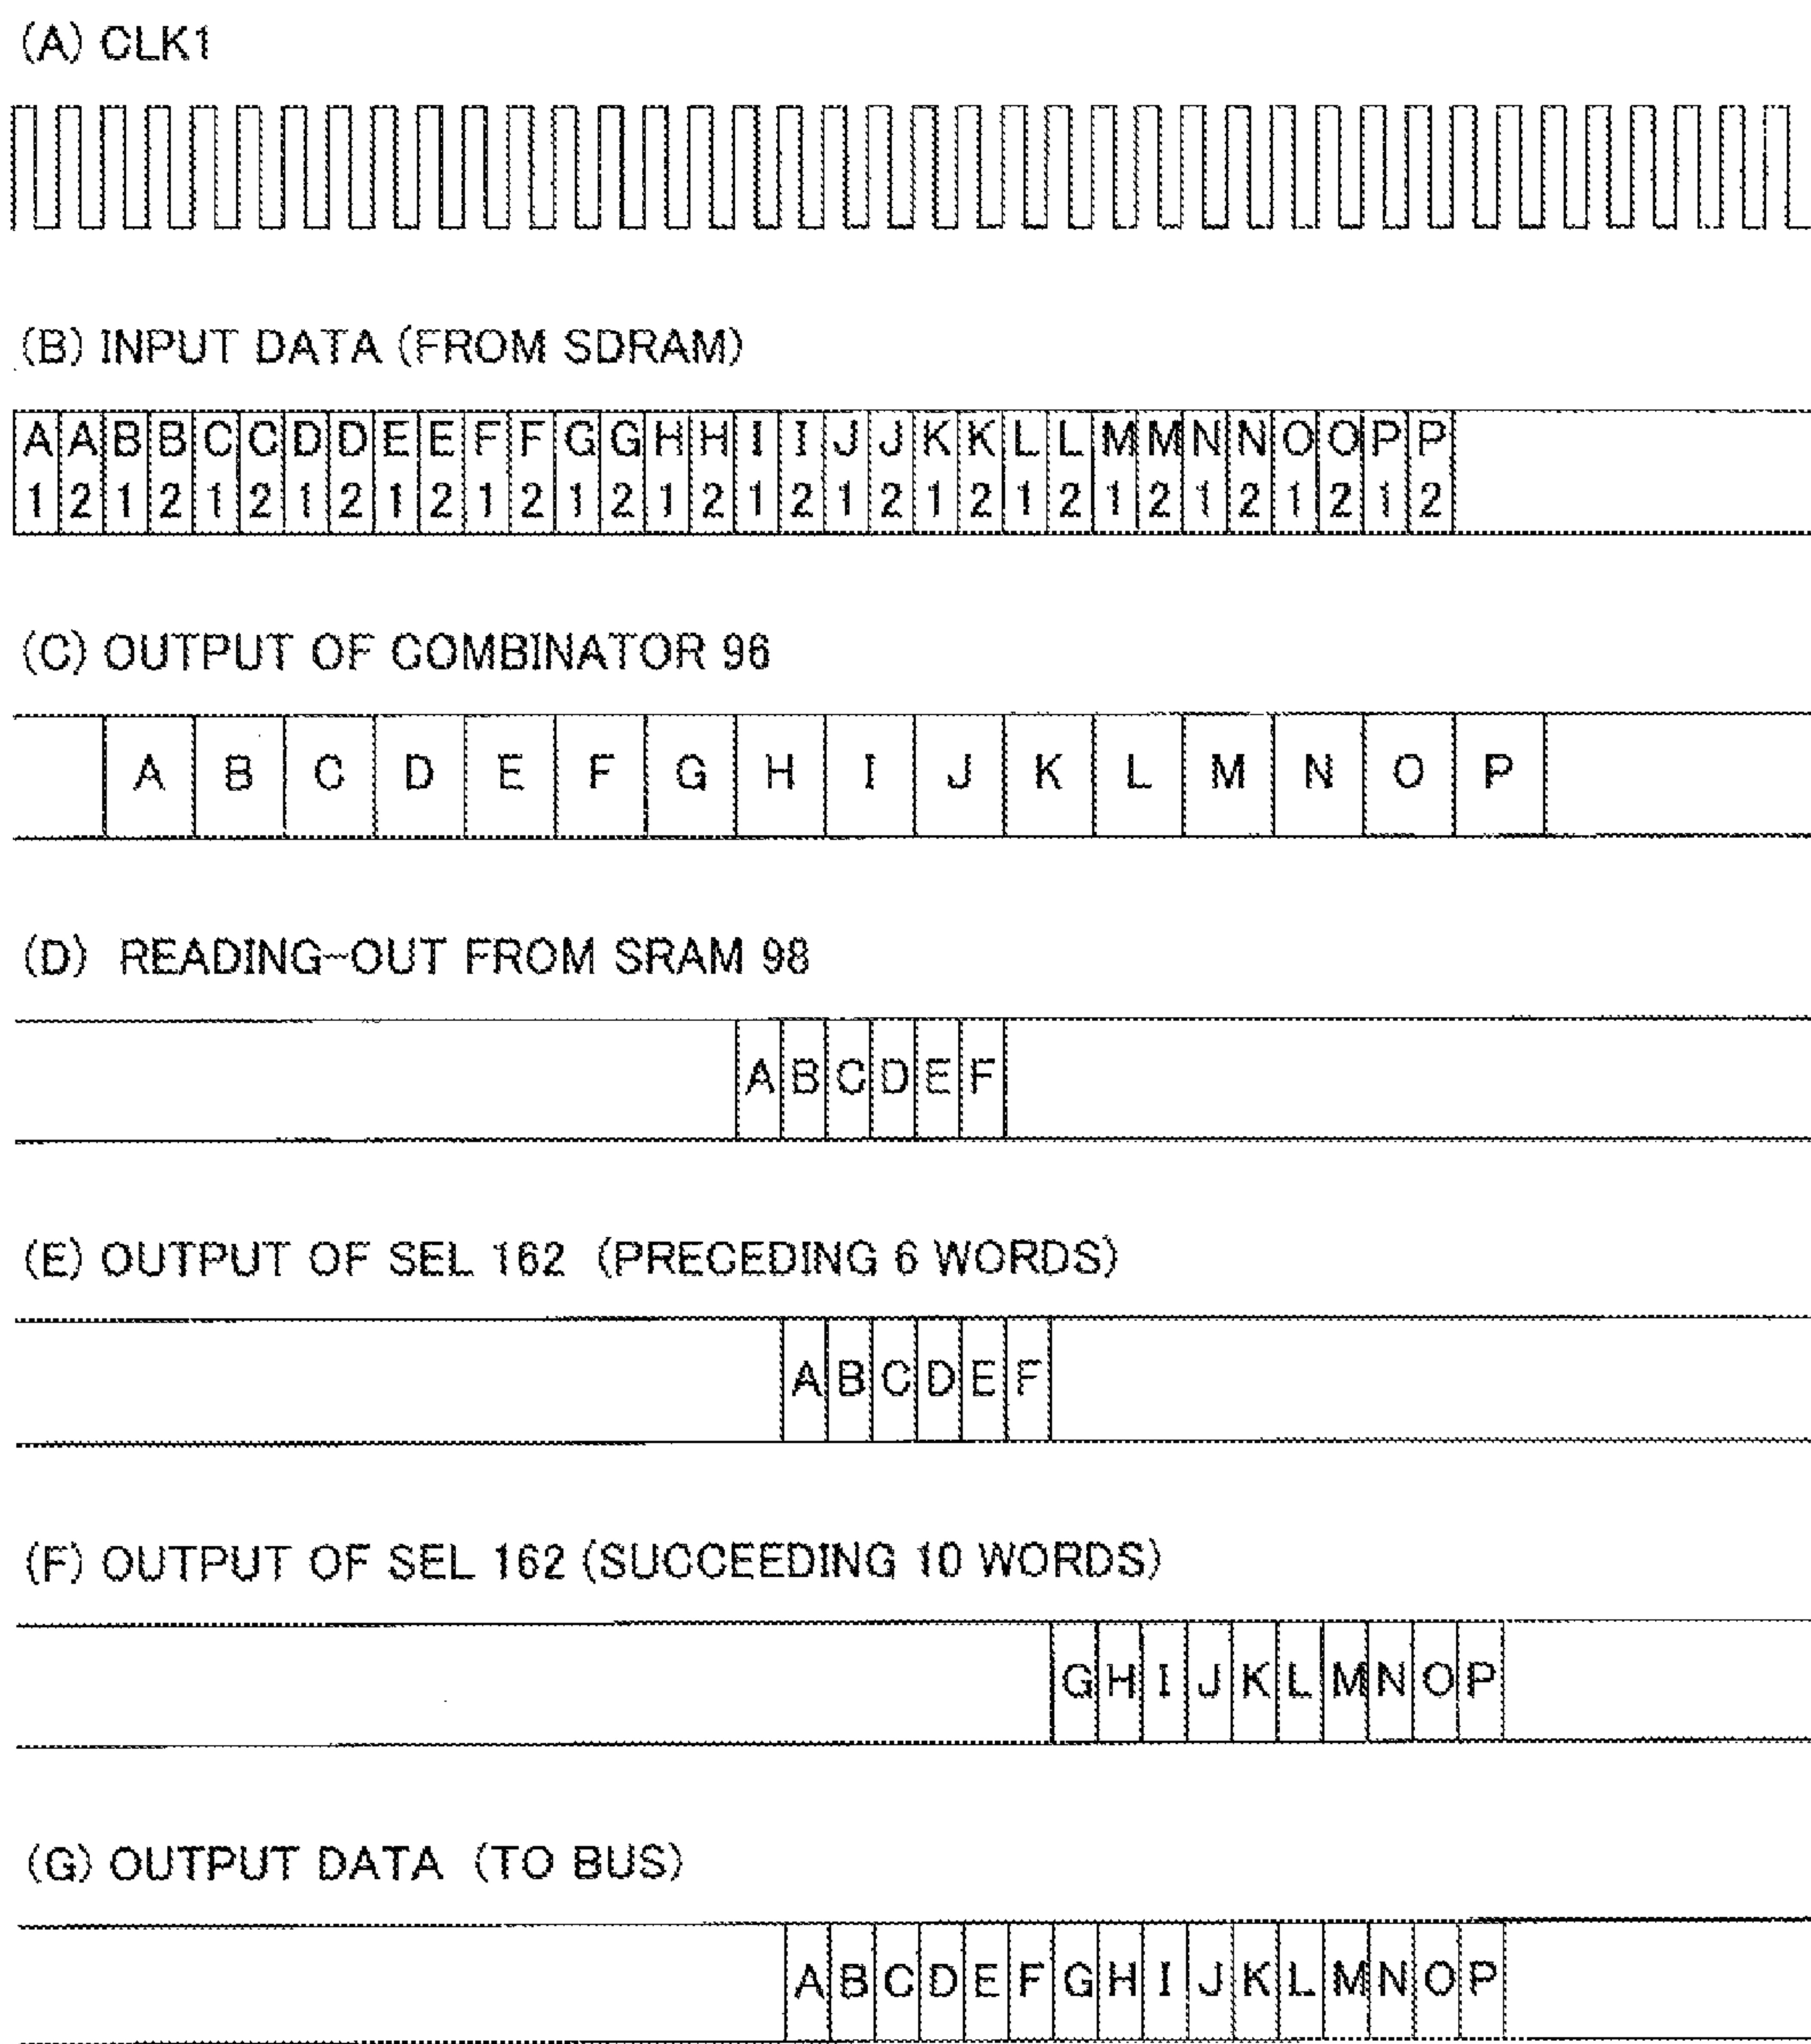 (A) CLK1
(B) INPUT DATA (FROM SDRAM)
A A B B C C D D E E F F G G H H I I J J K K L L M M N N O O P P
1 2 1 2 1 2 1 2 1 2 1 2 1 2 1 2 1 2 1 2 1 2 1 2 1 2 1 2 1 2 1 2
(C) OUTPUT OF COMBINATOR 96
A B C D E F G H I J K L M N O P
(D) READING-OUT FROM SRAM 98
A B C D E F
(E) OUTPUT OF SEL 162 (PRECEDING 6 WORDS)
A B C D E F
(F) OUTPUT OF SEL 162 (SUCCEEDING 10 WORDS)
G H I J K L M N O P
(G) OUTPUT DATA (TO BUS)
A B C D E F G H I J K L M N O P